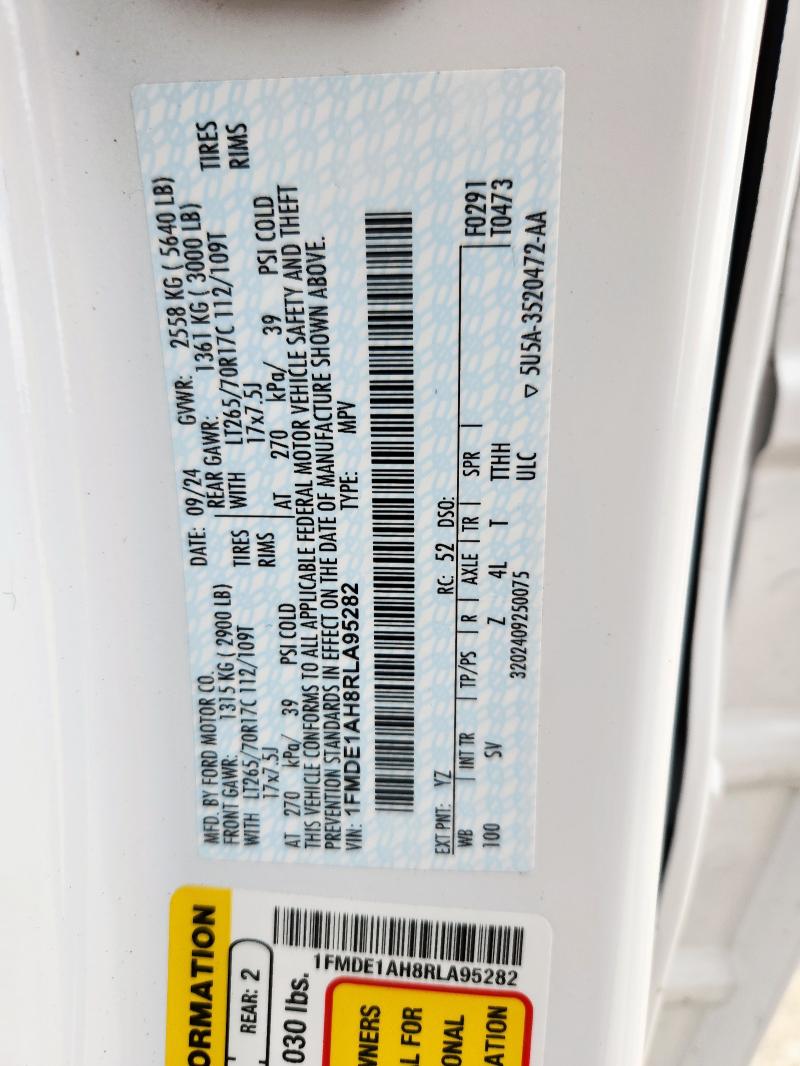 MFD. BY FORD MOTOR CO. DATE: 09/24 GVWR: 2558 KG ( 5640 LB)
FRONT GAWR: 1315 KG ( 2900 LB) REAR GAWR: 1361 KG ( 3000 LB)
WITH LT265/70R17C 112/109T TIRES WITH LT265/70R17C 112/109T TIRES
17x7.5J RIMS 17x7.5J RIMS
AT 270 kPa/ 39 PSI COLD AT 270 kPa/ 39 PSI COLD
THIS VEHICLE CONFORMS TO ALL APPLICABLE FEDERAL MOTOR VEHICLE SAFETY AND THEFT
PREVENTION STANDARDS IN EFFECT ON THE DATE OF MANUFACTURE SHOWN ABOVE.
VIN: 1FMDE1AH8RLA95282 TYPE: MPV
EXT PNT: YZ RC: 52 DSO:
WB INT TR TP/PS R AXLE TR SPR F0291
100 SV Z 4L T TTHH T0473
3202409250075 ULC ▽ 5U5A-3520472-AA
ORMATION
REAR: 2
030 lbs.
1FMDE1AH8RLA95282
WNERS
L FOR
ONAL
ATION